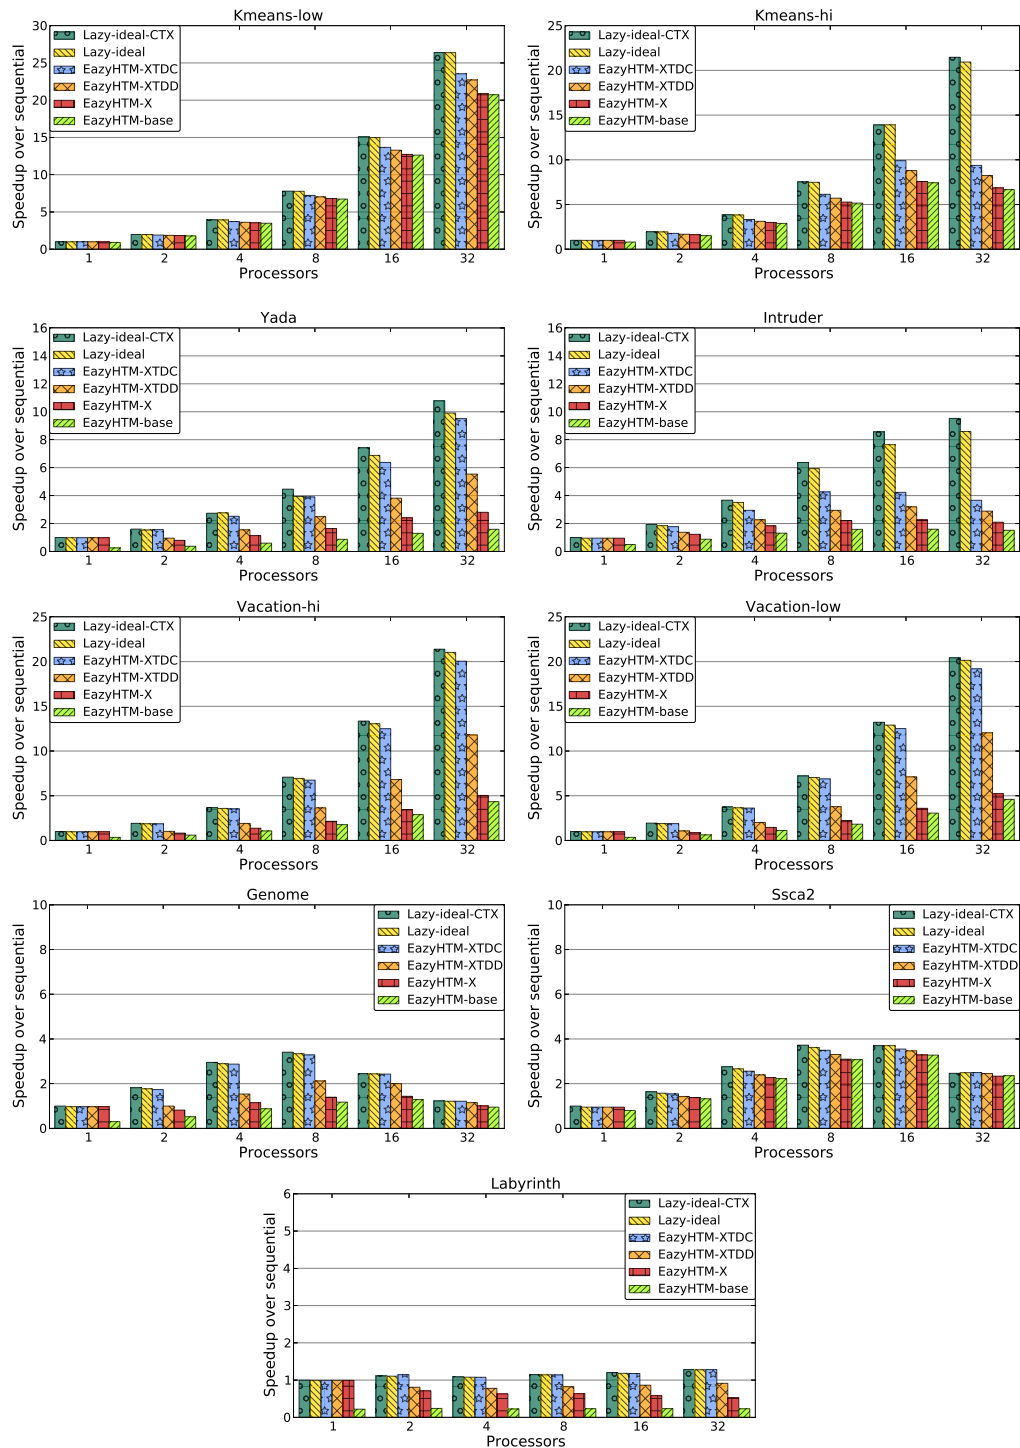 Kmeans-low
Speedup over sequential
30
25
20
15
10
5
0
Lazy-ideal-CTX
Lazy-ideal
EazyHTM-XTDC
EazyHTM-XTDD
EazyHTM-X
EazyHTM-base
1 2 4 8 16 32
Processors
Kmeans-hi
Speedup over sequential
25
20
15
10
5
0
Lazy-ideal-CTX
Lazy-ideal
EazyHTM-XTDC
EazyHTM-XTDD
EazyHTM-X
EazyHTM-base
1 2 4 8 16 32
Processors
Yada
Speedup over sequential
16
14
12
10
8
6
4
2
0
Lazy-ideal-CTX
Lazy-ideal
EazyHTM-XTDC
EazyHTM-XTDD
EazyHTM-X
EazyHTM-base
1 2 4 8 16 32
Processors
Intruder
Speedup over sequential
16
14
12
10
8
6
4
2
0
Lazy-ideal-CTX
Lazy-ideal
EazyHTM-XTDC
EazyHTM-XTDD
EazyHTM-X
EazyHTM-base
1 2 4 8 16 32
Processors
Vacation-hi
Speedup over sequential
25
20
15
10
5
0
Lazy-ideal-CTX
Lazy-ideal
EazyHTM-XTDC
EazyHTM-XTDD
EazyHTM-X
EazyHTM-base
1 2 4 8 16 32
Processors
Vacation-low
Speedup over sequential
25
20
15
10
5
0
Lazy-ideal-CTX
Lazy-ideal
EazyHTM-XTDC
EazyHTM-XTDD
EazyHTM-X
EazyHTM-base
1 2 4 8 16 32
Processors
Genome
Speedup over sequential
10
8
6
4
2
0
Lazy-ideal-CTX
Lazy-ideal
EazyHTM-XTDC
EazyHTM-XTDD
EazyHTM-X
EazyHTM-base
1 2 4 8 16 32
Processors
Ssca2
Speedup over sequential
10
8
6
4
2
0
Lazy-ideal-CTX
Lazy-ideal
EazyHTM-XTDC
EazyHTM-XTDD
EazyHTM-X
EazyHTM-base
1 2 4 8 16 32
Processors
Labyrinth
Speedup over sequential
6
5
4
3
2
1
0
Lazy-ideal-CTX
Lazy-ideal
EazyHTM-XTDC
EazyHTM-XTDD
EazyHTM-X
EazyHTM-base
1 2 4 8 16 32
Processors